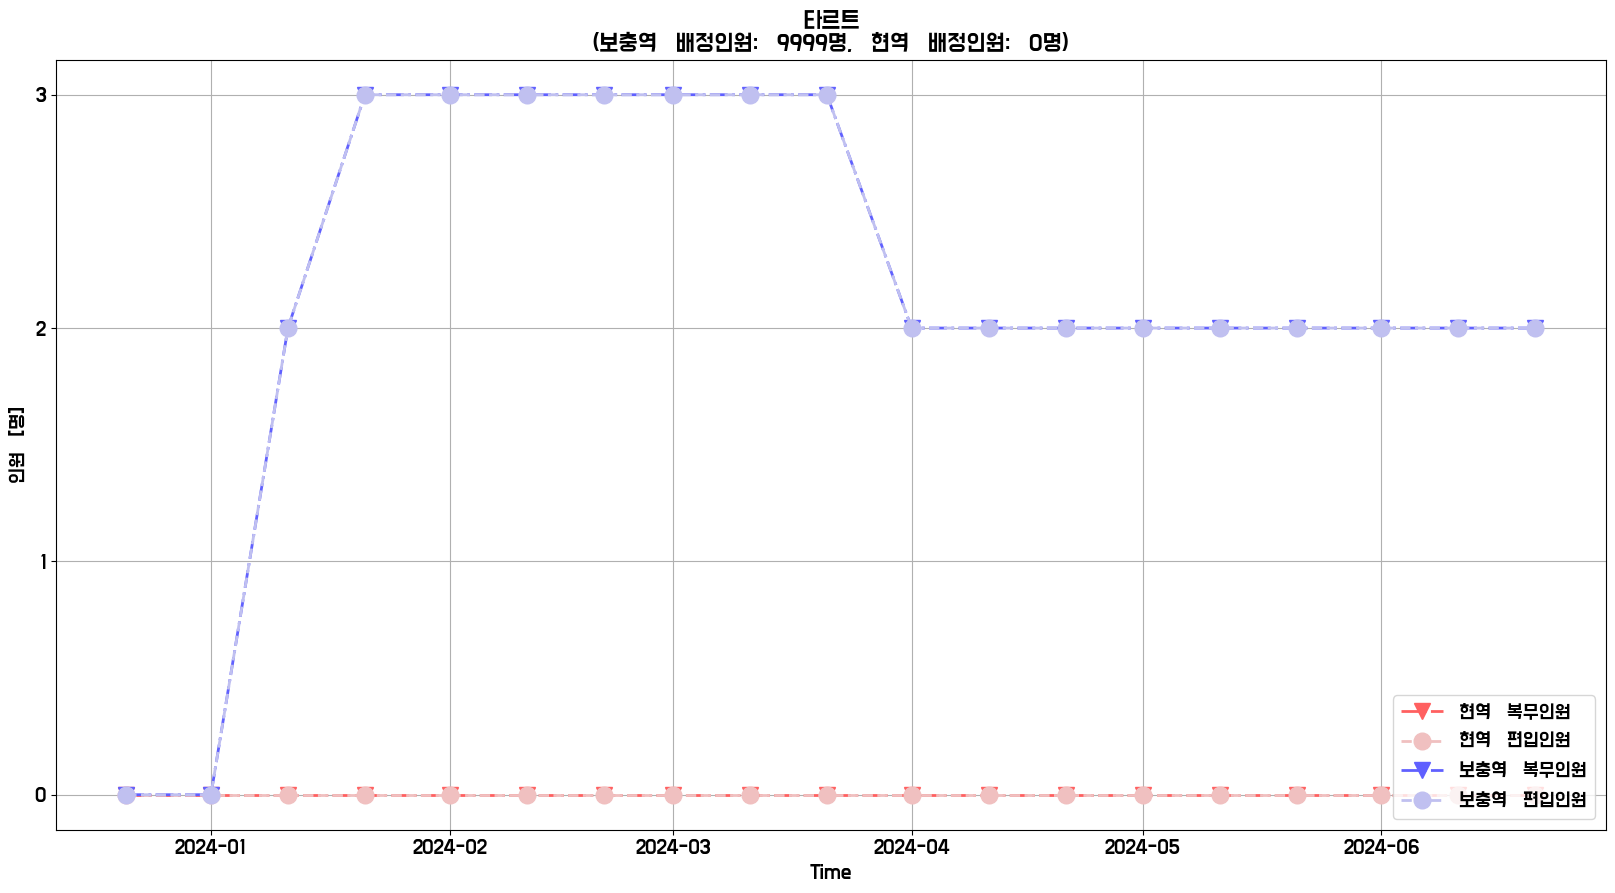 타르트
(보충역 배정인원: 9999명, 현역 배정인원: 0명)
3
2
1
0
인원 [명]
2024-01
2024-02
2024-03
2024-04
2024-05
2024-06
Time
현역 복무인원
현역 편입인원
보충역 복무인원
보충역 편입인원